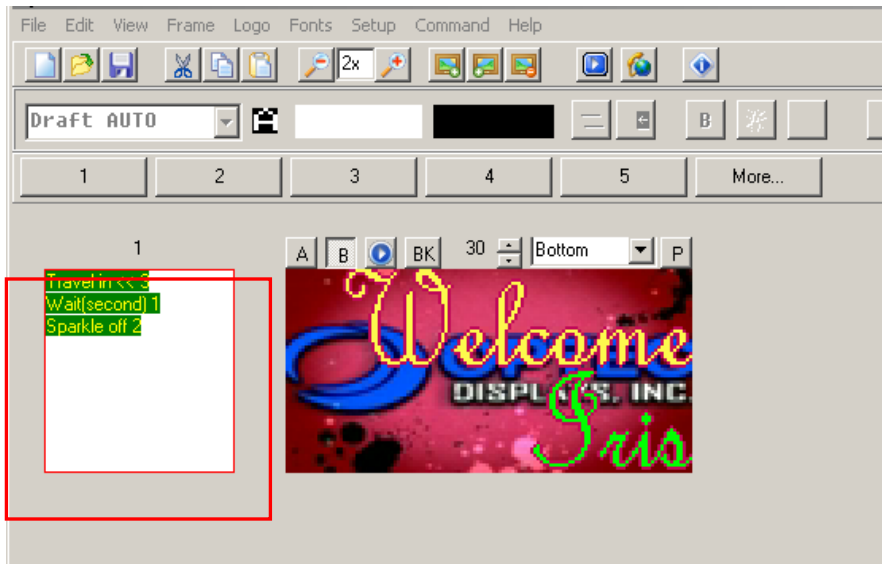 File Edit View Frame Logo Fonts Setup Command Help
2x
Draft AUTO
B
1 2 3 4 5 More...
1
A B BK 30 Bottom P
Travel in << 3
Wait(second) 1
Sparkle off 2
Welcome
DISPLAYS, INC.
Iris